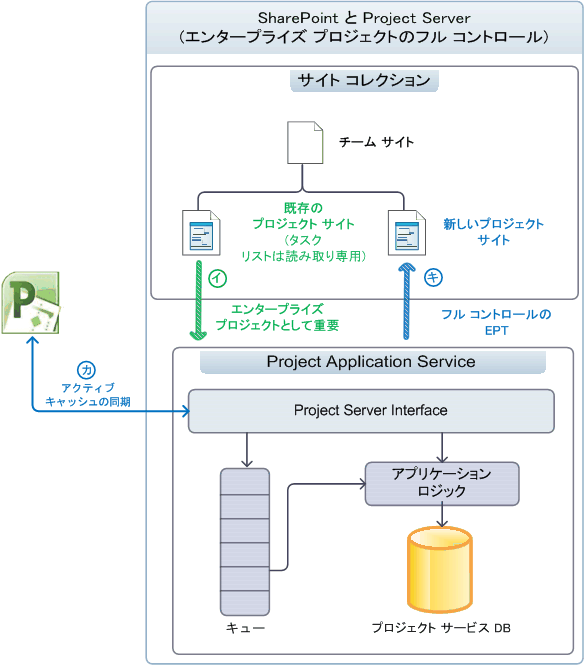 SharePoint と Project Server
(エンタープライズ プロジェクトのフル コントロール)
サイト コレクション
チーム サイト
既存の
プロジェクト サイト
(タスク
リストは読み取り専用)
新しいプロジェクト
サイト
イ
エンタープライズ
プロジェクトとして重要
キ
フル コントロールの
EPT
P
カ
アクティブ
キャッシュの同期
Project Application Service
Project Server Interface
アプリケーション
ロジック
キュー
プロジェクト サービス DB